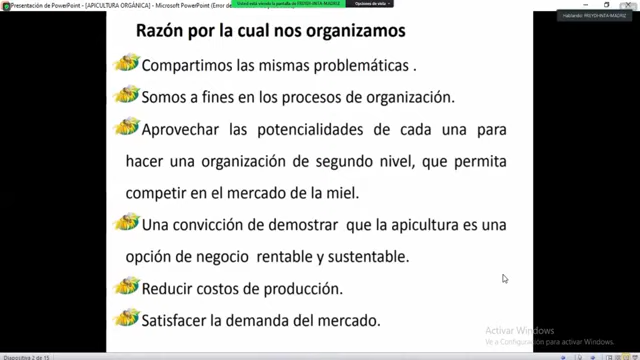 Presentación de PowerPoint - [APICULTURA ORGÁNICA] - Microsoft PowerPoint (Error de
Opciones de vista
Hablando:
Razón por la cual nos organizamos
Compartimos las mismas problemáticas .
Somos a fines en los procesos de organización.
Aprovechar las potencialidades de cada una para
hacer una organización de segundo nivel, que permita
competir en el mercado de la miel.
Una convicción de demostrar que la apicultura es una
opción de negocio rentable y sustentable.
Reducir costos de producción.
Satisfacer la demanda del mercado.
Activar Windows
Ve a Configuración para activar Windows.
Diapositiva 2 de 15